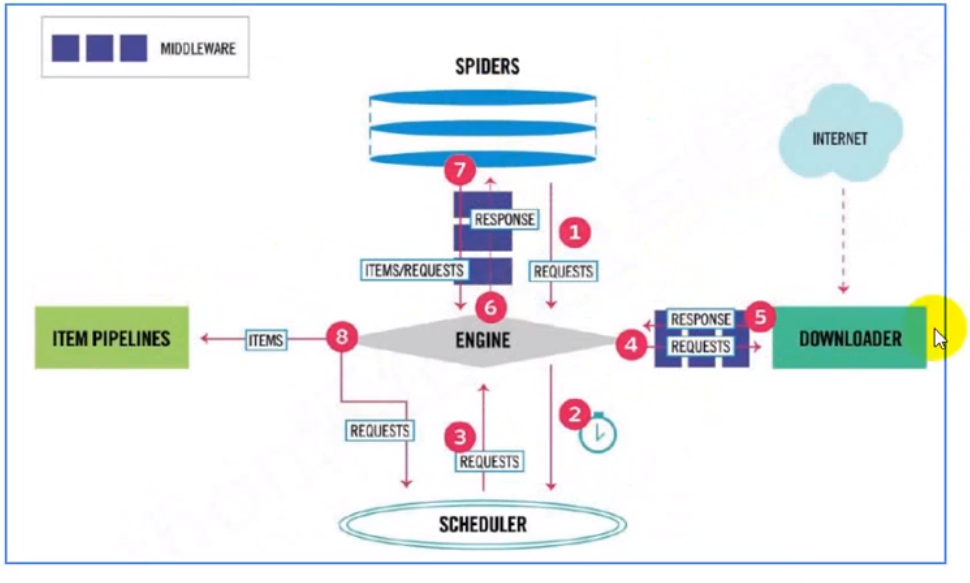 MIDDLEWARE
SPIDERS
INTERNET
7
RESPONSE
1
ITEMS/REQUESTS
REQUESTS
6
ITEM PIPELINES
ITEMS
8
ENGINE
4
RESPONSE
5
REQUESTS
DOWNLOADER
2
REQUESTS
3
REQUESTS
SCHEDULER